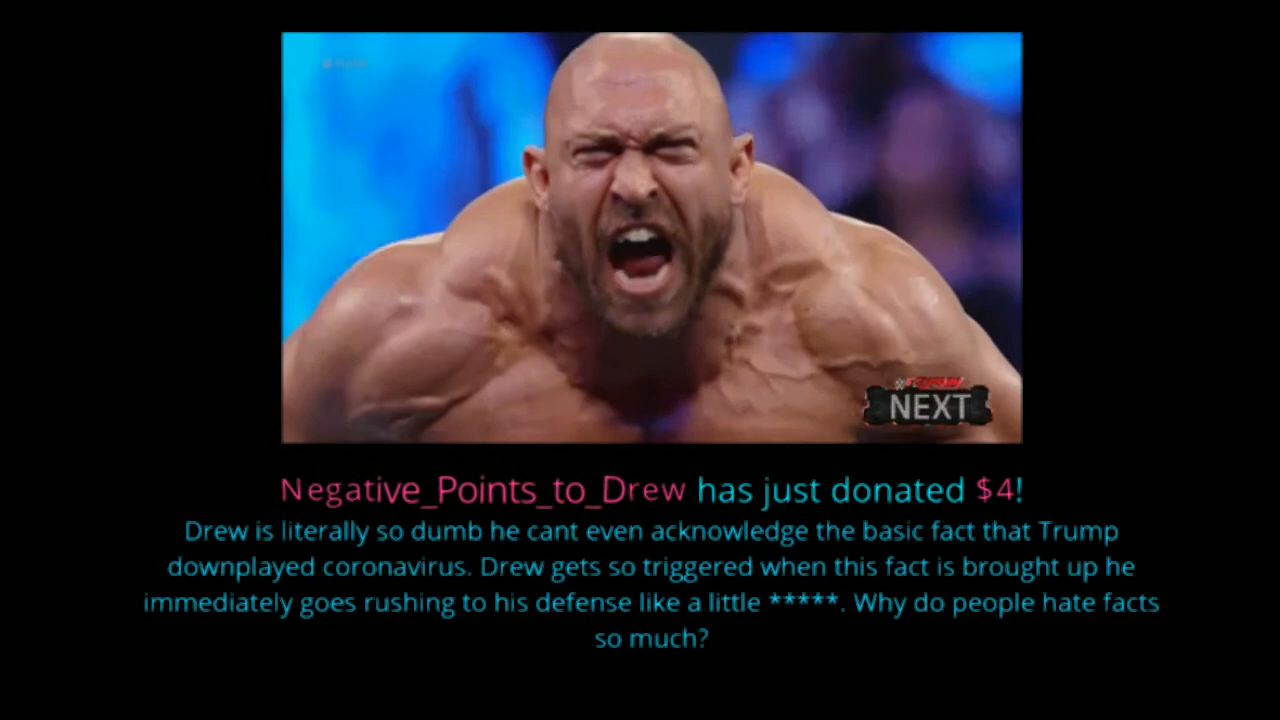 NEXT
Negative_Points_to_Drew has just donated $4!
Drew is literally so dumb he cant even acknowledge the basic fact that Trump
downplayed coronavirus. Drew gets so triggered when this fact is brought up he
immediately goes rushing to his defense like a little *****. Why do people hate facts
so much?